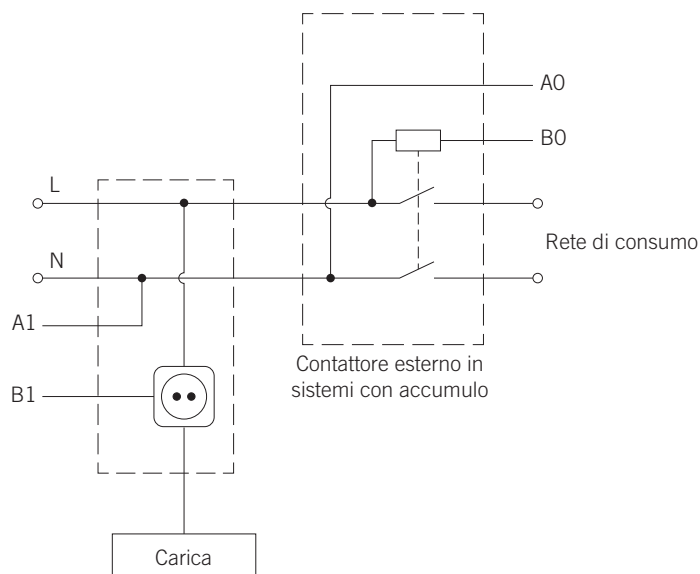 A0
B0
L
Rete di consumo
N
A1
Contattore esterno in
sistemi con accumulo
B1
Carica